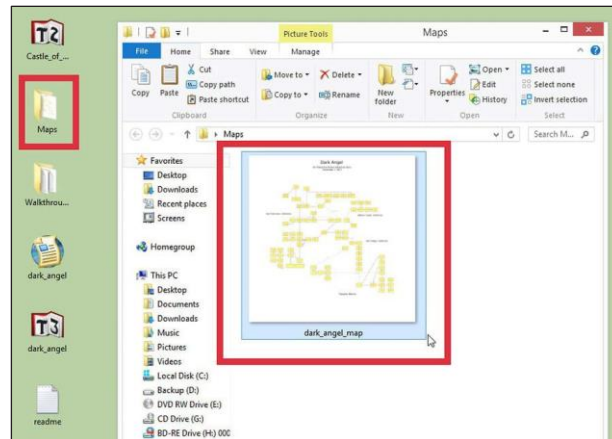 T2
Castle_of_...
Maps
Walkthrou...
dark_angel
T3
dark_angel
readme
Picture Tools
Maps
File
Home
Share
View
Manage
Copy
Paste
Cut
Copy path
Paste shortcut
Clipboard
Move to
Copy to
Delete
Rename
Organize
New folder
New
Properties
Open
Edit
History
Open
Select all
Select none
Invert selection
Select
Maps
Search M...
Favorites
Desktop
Downloads
Recent places
Screens
Homegroup
This PC
Desktop
Documents
Downloads
Music
Pictures
Videos
Local Disk (C:)
Backup (D:)
DVD RW Drive (E:)
CD Drive (G:)
BD-RE Drive (H:) 00C
Dark Angel
dark_angel_map